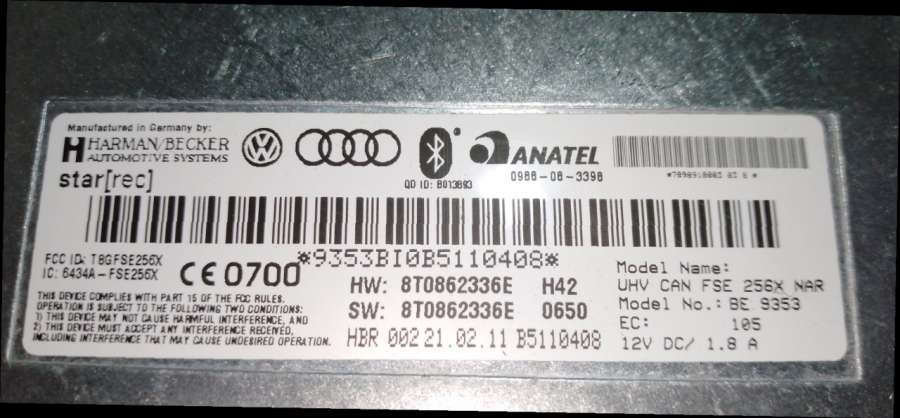 Manufactured in Germany by:
HARMAN/BECKER
AUTOMOTIVE SYSTEMS
star[rec]
QD ID: B013693
ANATEL
0988-08-3398
*9353BI0B5110408*
FCC ID: T8GFSE256X
IC: 6434A-FSE256X
CE 0700
HW: 8T0862336E H42
SW: 8T0862336E 0650
HBR 002 21.02.11 B5110408
THIS DEVICE COMPLIES WITH PART 15 OF THE FCC RULES.
OPERATION IS SUBJECT TO THE FOLLOWING TWO CONDITIONS:
1) THIS DEVICE MAY NOT CAUSE HARMFUL INTERFERENCE, AND
2) THIS DEVICE MUST ACCEPT ANY INTERFERENCE RECEIVED,
INCLUDING INTERFERENCE THAT MAY CAUSE UNDESIRED OPERATION.
Model Name:
UHV CAN FSE 256X NAR
Model No.: BE 9353
EC: 105
12V DC/ 1.8 A